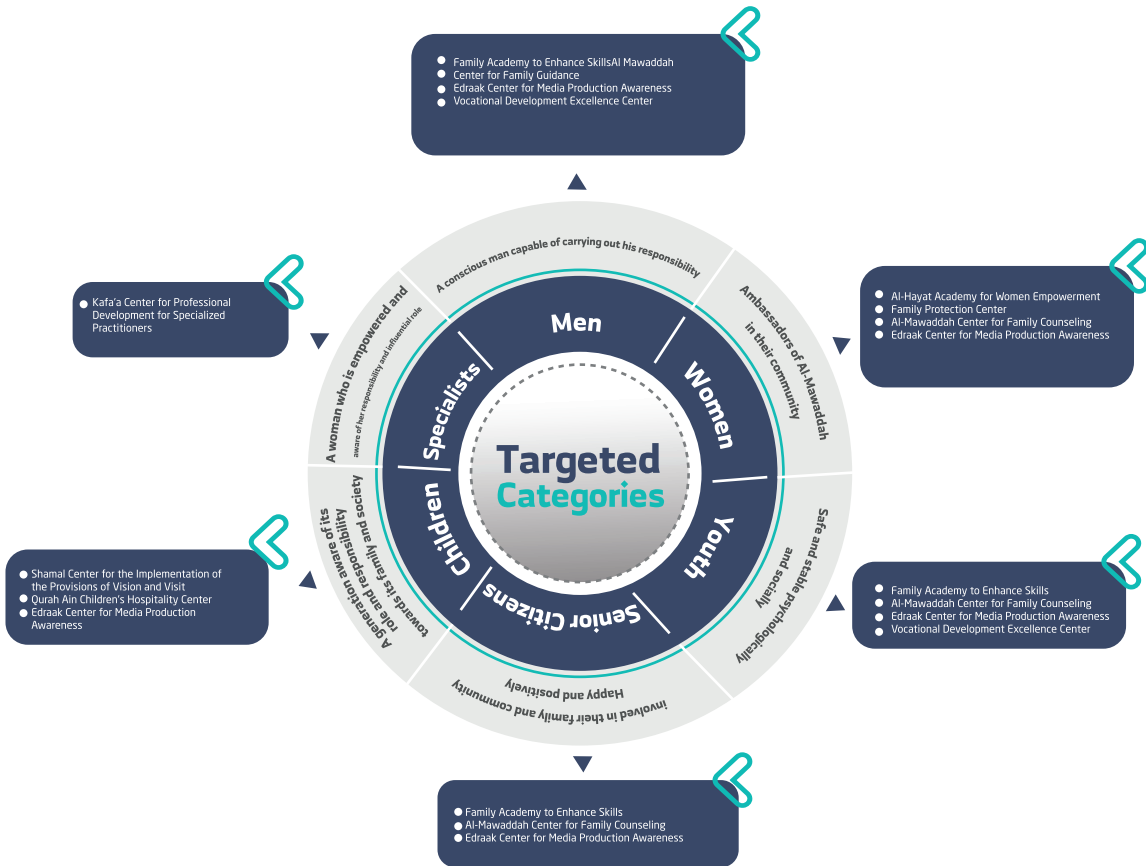 Family Academy to Enhance SkillsAl Mawaddah
Center for Family Guidance
Edraak Center for Media Production Awareness
Vocational Development Excellence Center
Kafa'a Center for Professional
Development for Specialized
Practitioners
Al-Hayat Academy for Women Empowerment
Family Protection Center
Al-Mawaddah Center for Family Counseling
Edraak Center for Media Production Awareness
A conscious man capable of carrying out his responsibility
Ambassadors of Al-Mawaddah
in their community
Safe and stable psychologically
and socially
Happy and positively
involved in their family and community
A generation aware of its
role and responsibility
towards its family and society
A woman who is empowered and
aware of her responsibility and influential role
Men
Women
Youth
Senior Citizens
Children
Specialists
Targeted
Categories
Shamal Center for the Implementation of
the Provisions of Vision and Visit
Qurah Ain Children's Hospitality Center
Edraak Center for Media Production
Awareness
Family Academy to Enhance Skills
Al-Mawaddah Center for Family Counseling
Edraak Center for Media Production Awareness
Vocational Development Excellence Center
Family Academy to Enhance Skills
Al-Mawaddah Center for Family Counseling
Edraak Center for Media Production Awareness